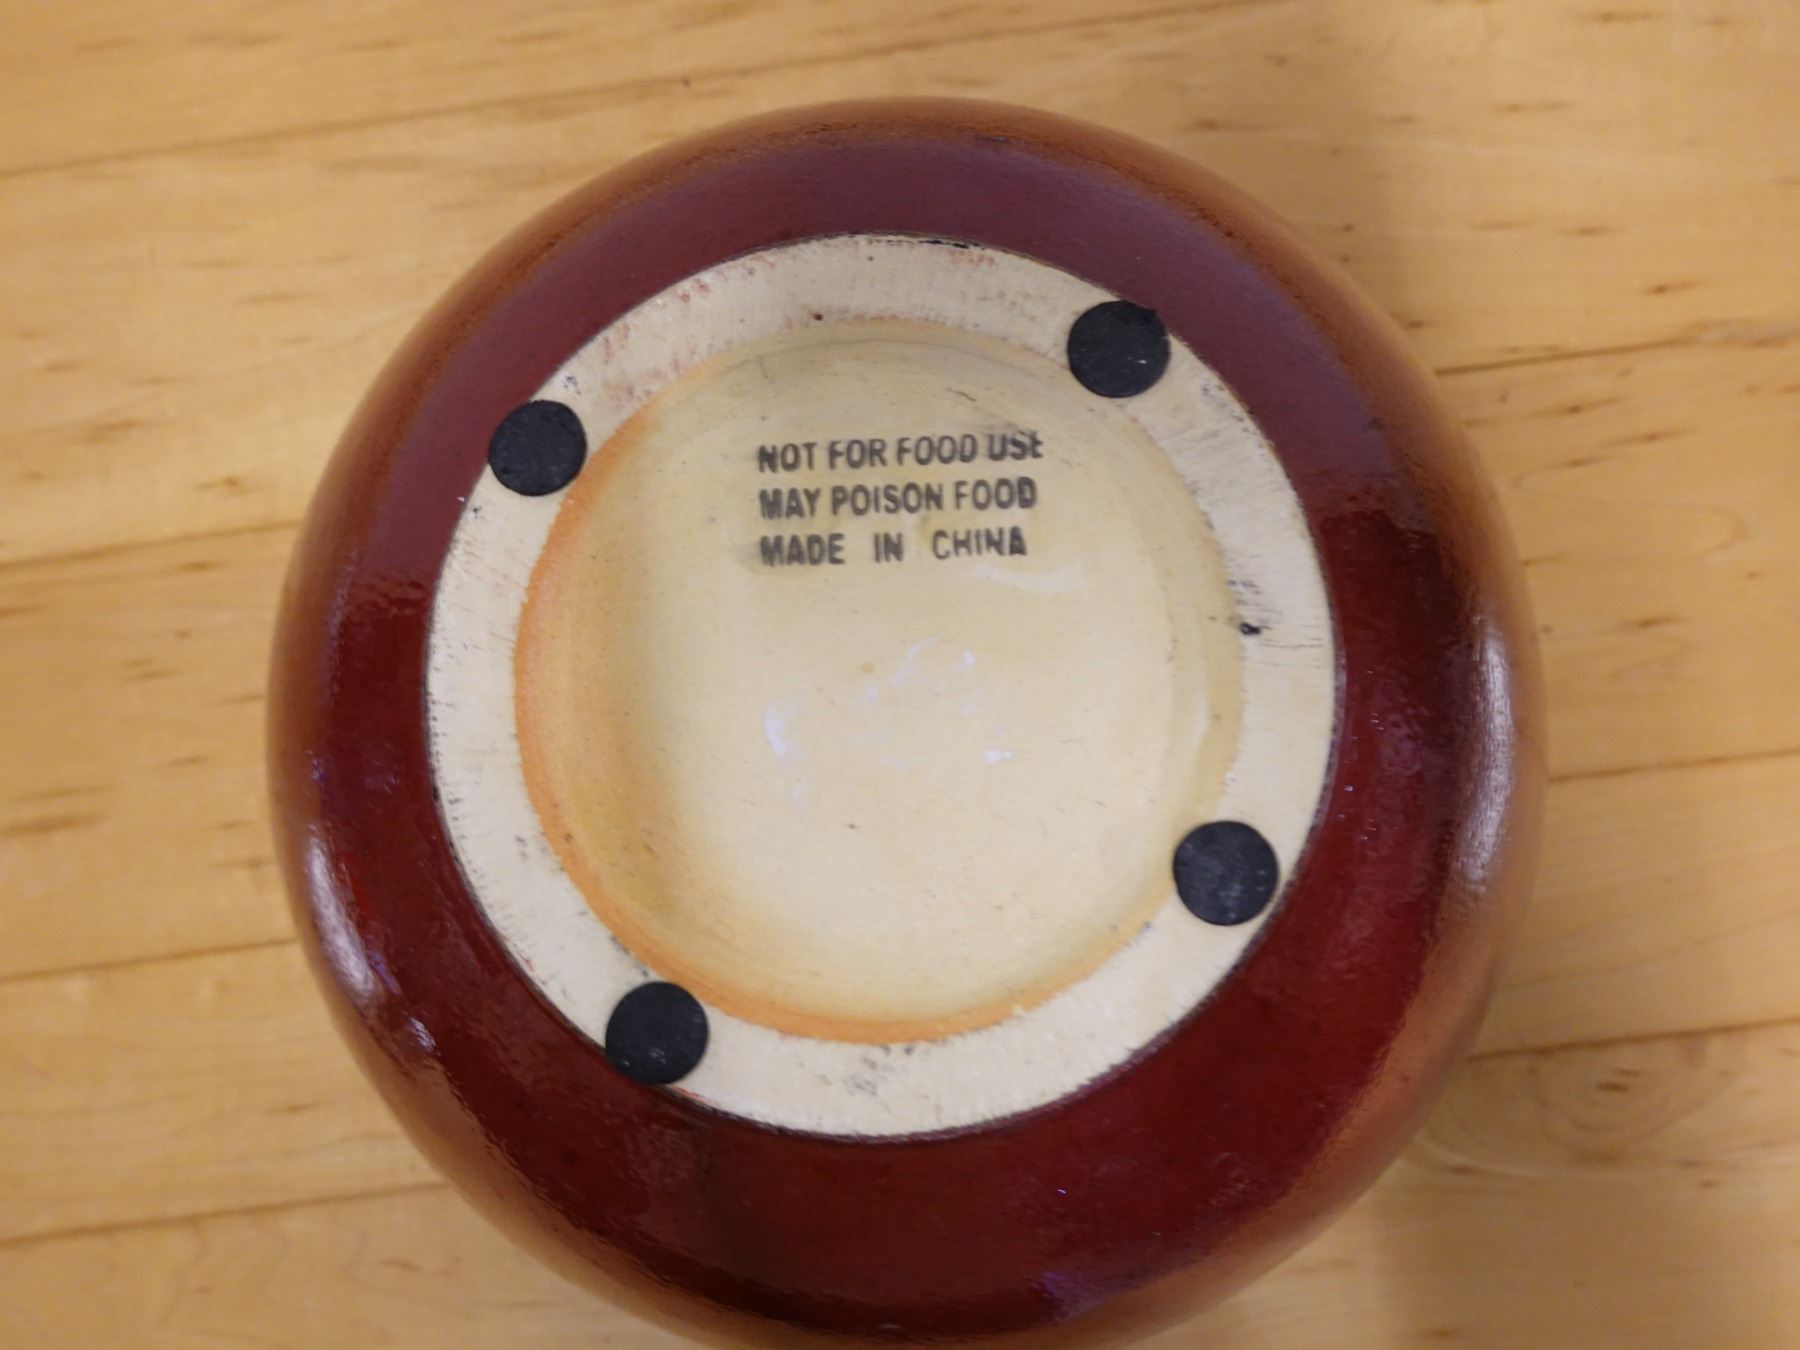 NOT FOR FOOD USE
MAY POISON FOOD
MADE IN CHINA